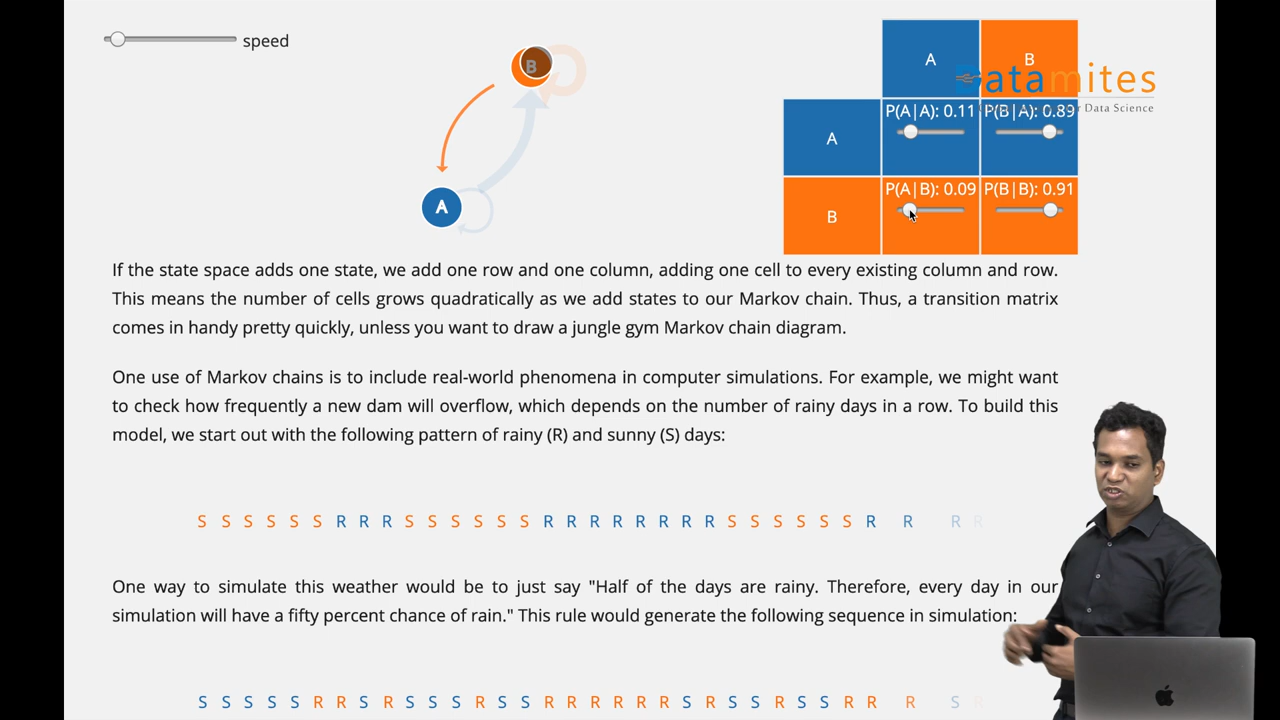 speed
B
A
A
B
Datamites
r Data Science
A
P(A|A): 0.11
P(B|A): 0.89
B
P(A|B): 0.09
P(B|B): 0.91
If the state space adds one state, we add one row and one column, adding one cell to every existing column and row.
This means the number of cells grows quadratically as we add states to our Markov chain. Thus, a transition matrix
comes in handy pretty quickly, unless you want to draw a jungle gym Markov chain diagram.
One use of Markov chains is to include real-world phenomena in computer simulations. For example, we might want
to check how frequently a new dam will overflow, which depends on the number of rainy days in a row. To build this
model, we start out with the following pattern of rainy (R) and sunny (S) days:
S S S S S S R R R S S S S S S R R R R R R R R S S S S S S R R R R
One way to simulate this weather would be to just say "Half of the days are rainy. Therefore, every day in our
simulation will have a fifty percent chance of rain." This rule would generate the following sequence in simulation:
S S S S S R R S R S S S R S S R R R R R R S R S S R S S R R R S R